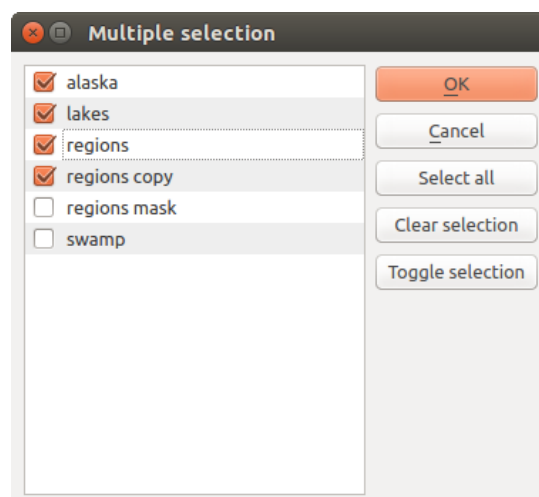 Multiple selection
alaska
lakes
regions
regions copy
regions mask
swamp
OK
Cancel
Select all
Clear selection
Toggle selection